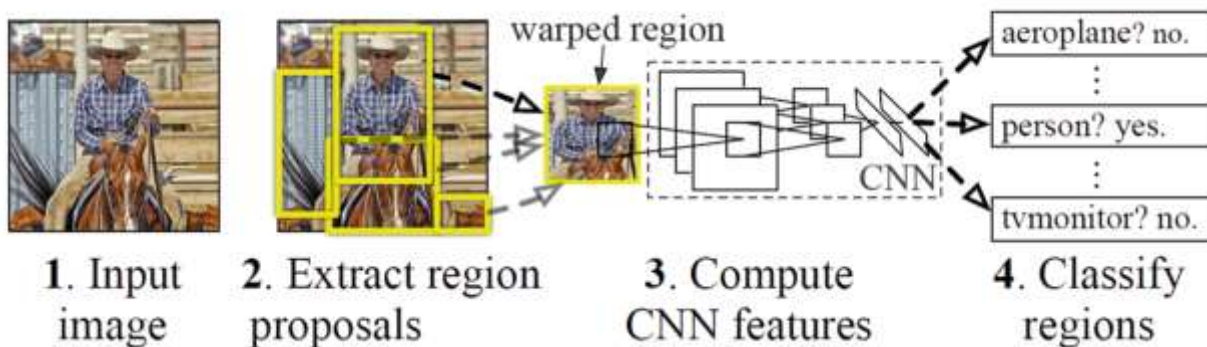 warped region
aeroplane? no.
⋮
person? yes.
CNN
⋮
tvmonitor? no.
1. Input
image
2. Extract region
proposals
3. Compute
CNN features
4. Classify
regions